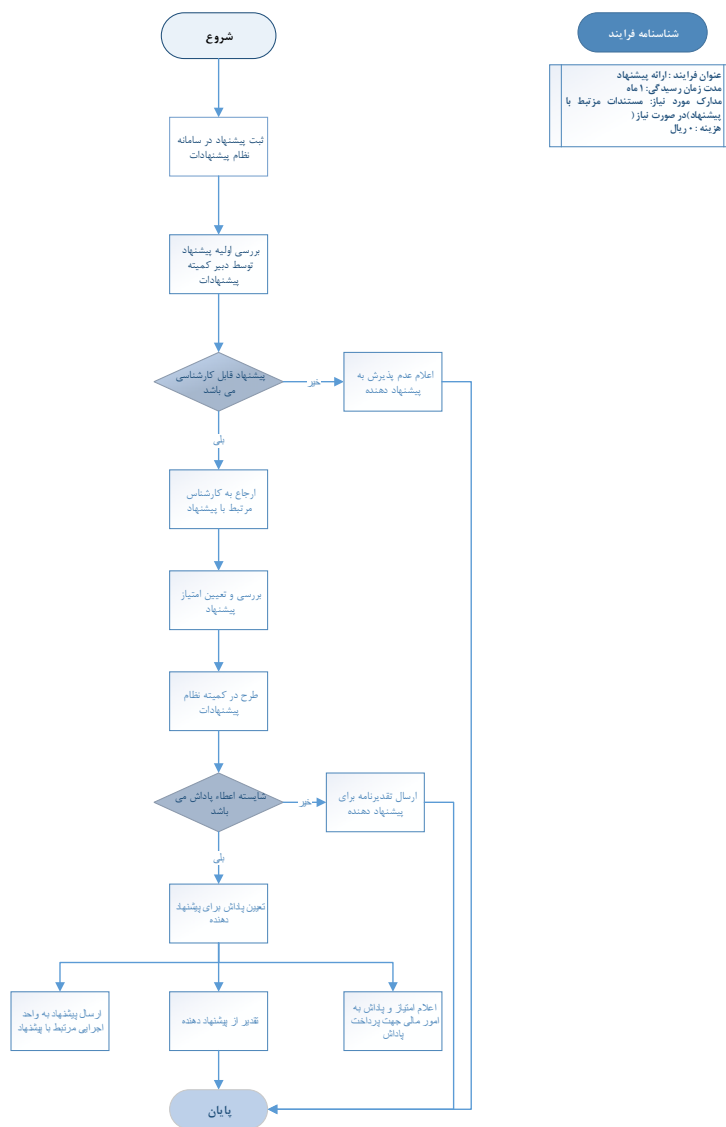 شروع
شناسنامه فرایند
عنوان فرایند : ارائه پیشنهاد
مدت زمان رسیدگی: ۱ ماه
مدارک مورد نیاز: مستندات مرتبط با
پیشنهاد)در صورت نیاز(
هزینه : ۰ ریال
ثبت پیشنهاد در سامانه
نظام پیشنهادات
بررسی اولیه پیشنهاد
توسط دبیر کمیته
پیشنهادات
پیشنهاد قابل کارشناسی
می باشد
خیر
اعلام عدم پذیرش به
پیشنهاد دهنده
بلی
ارجاع به کارشناس
مرتبط با پیشنهاد
بررسی و تعیین امتیاز
پیشنهاد
طرح در کمیته نظام
پیشنهادات
شایسته اعطاء پاداش می
باشد
خیر
ارسال تقدیرنامه برای
پیشنهاد دهنده
بلی
تعیین پاداش برای پیشنهاد
دهنده
اعلام امتیاز و پاداش به
امور مالی جهت پرداخت
پاداش
تقدیر از پیشنهاد دهنده
ارسال پیشنهاد به واحد
اجرایی مرتبط با پیشنهاد
پایان